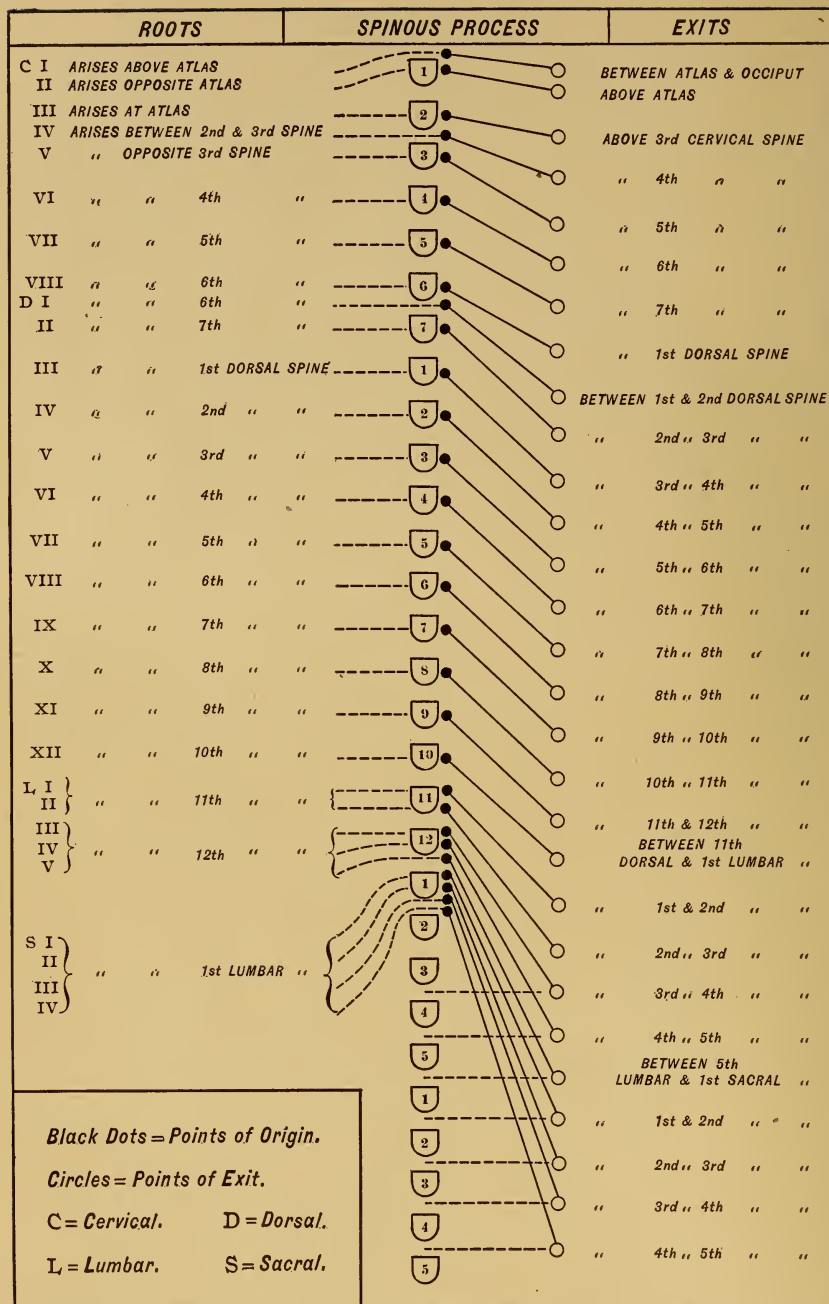 ROOTS SPINOUS PROCESS EXITS
C I ARISES ABOVE ATLAS
BETWEEN ATLAS & OCCIPUT
II ARISES OPPOSITE ATLAS 1
ABOVE ATLAS
III ARISES AT ATLAS 2
IV ARISES BETWEEN 2nd & 3rd SPINE
ABOVE 3rd CERVICAL SPINE
V " OPPOSITE 3rd SPINE 3
" 4th " "
VI " " 4th " 4
" 5th " "
VII " " 5th " 5
" 6th " "
VIII " " 6th " 6
D I " " 6th "
" 7th " "
II " " 7th " 7
" 1st DORSAL SPINE
III " " 1st DORSAL SPINE 1
BETWEEN 1st & 2nd DORSAL SPINE
IV " " 2nd " " 2
" 2nd " 3rd " "
V " " 3rd " " 3
" 3rd " 4th " "
VI " " 4th " " 4
" 4th " 5th " "
VII " " 5th " " 5
" 5th " 6th " "
VIII " " 6th " " 6
" 6th " 7th " "
IX " " 7th " " 7
" 7th " 8th " "
X " " 8th " " 8
" 8th " 9th " "
XI " " 9th " " 9
" 9th " 10th " "
XII " " 10th " " 10
" 10th " 11th " "
L I
II " " 11th " " 11
" 11th & 12th " "
III
IV " " 12th " " 12
V
BETWEEN 11th
DORSAL & 1st LUMBAR "
1
" 1st & 2nd " "
2
S I
II
" 2nd " 3rd " "
" " 1st LUMBAR " 3
III
IV
" 3rd " 4th " "
4
" 4th " 5th " "
5
BETWEEN 5th
LUMBAR & 1st SACRAL "
1
" 1st & 2nd " "
2
" 2nd " 3rd " "
3
" 3rd " 4th " "
4
" 4th " 5th " "
5
Black Dots = Points of Origin.
Circles = Points of Exit.
C = Cervical. D = Dorsal.
L = Lumbar. S = Sacral.